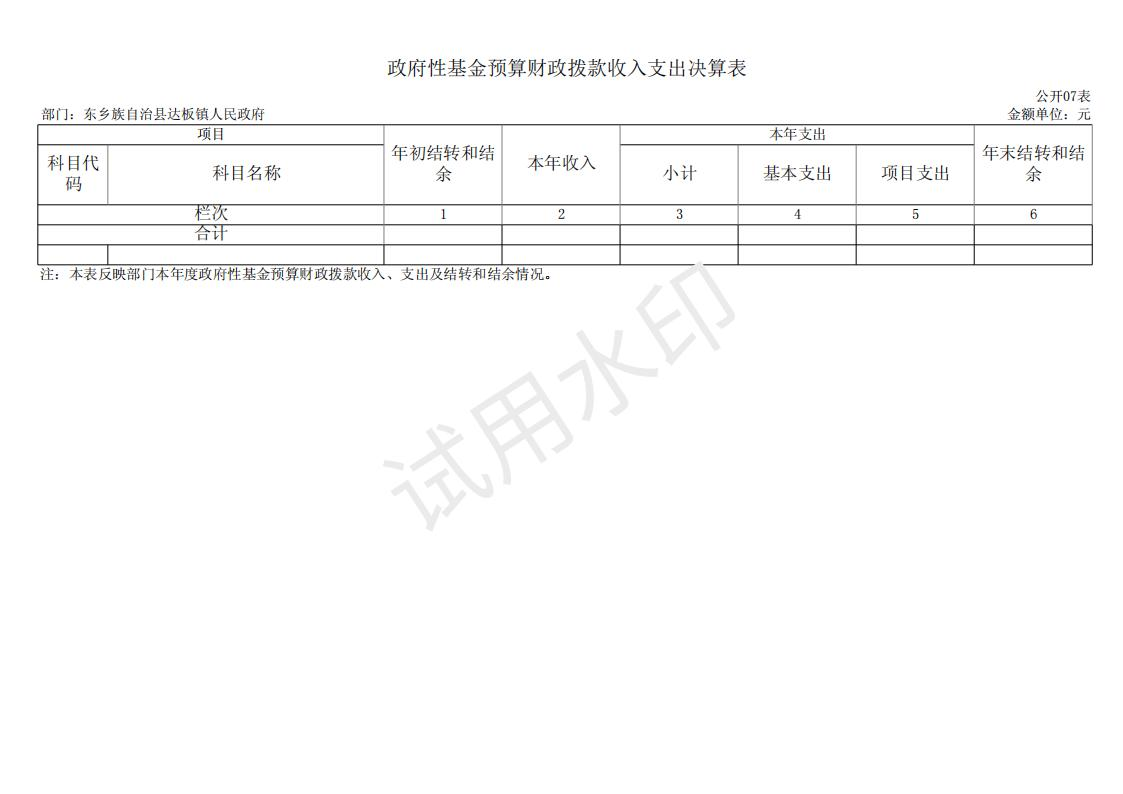 政府性基金预算财政拨款收入支出决算表
公开07表
部门：东乡族自治县达板镇人民政府
金额单位：元
项目
本年支出
科目代
码
科目名称
年初结转和结
余
本年收入
小计
基本支出
项目支出
年末结转和结
余
栏次 1 2 3 4 5 6
合计
注：本表反映部门本年度政府性基金预算财政拨款收入、支出及结转和结余情况。
试用水印